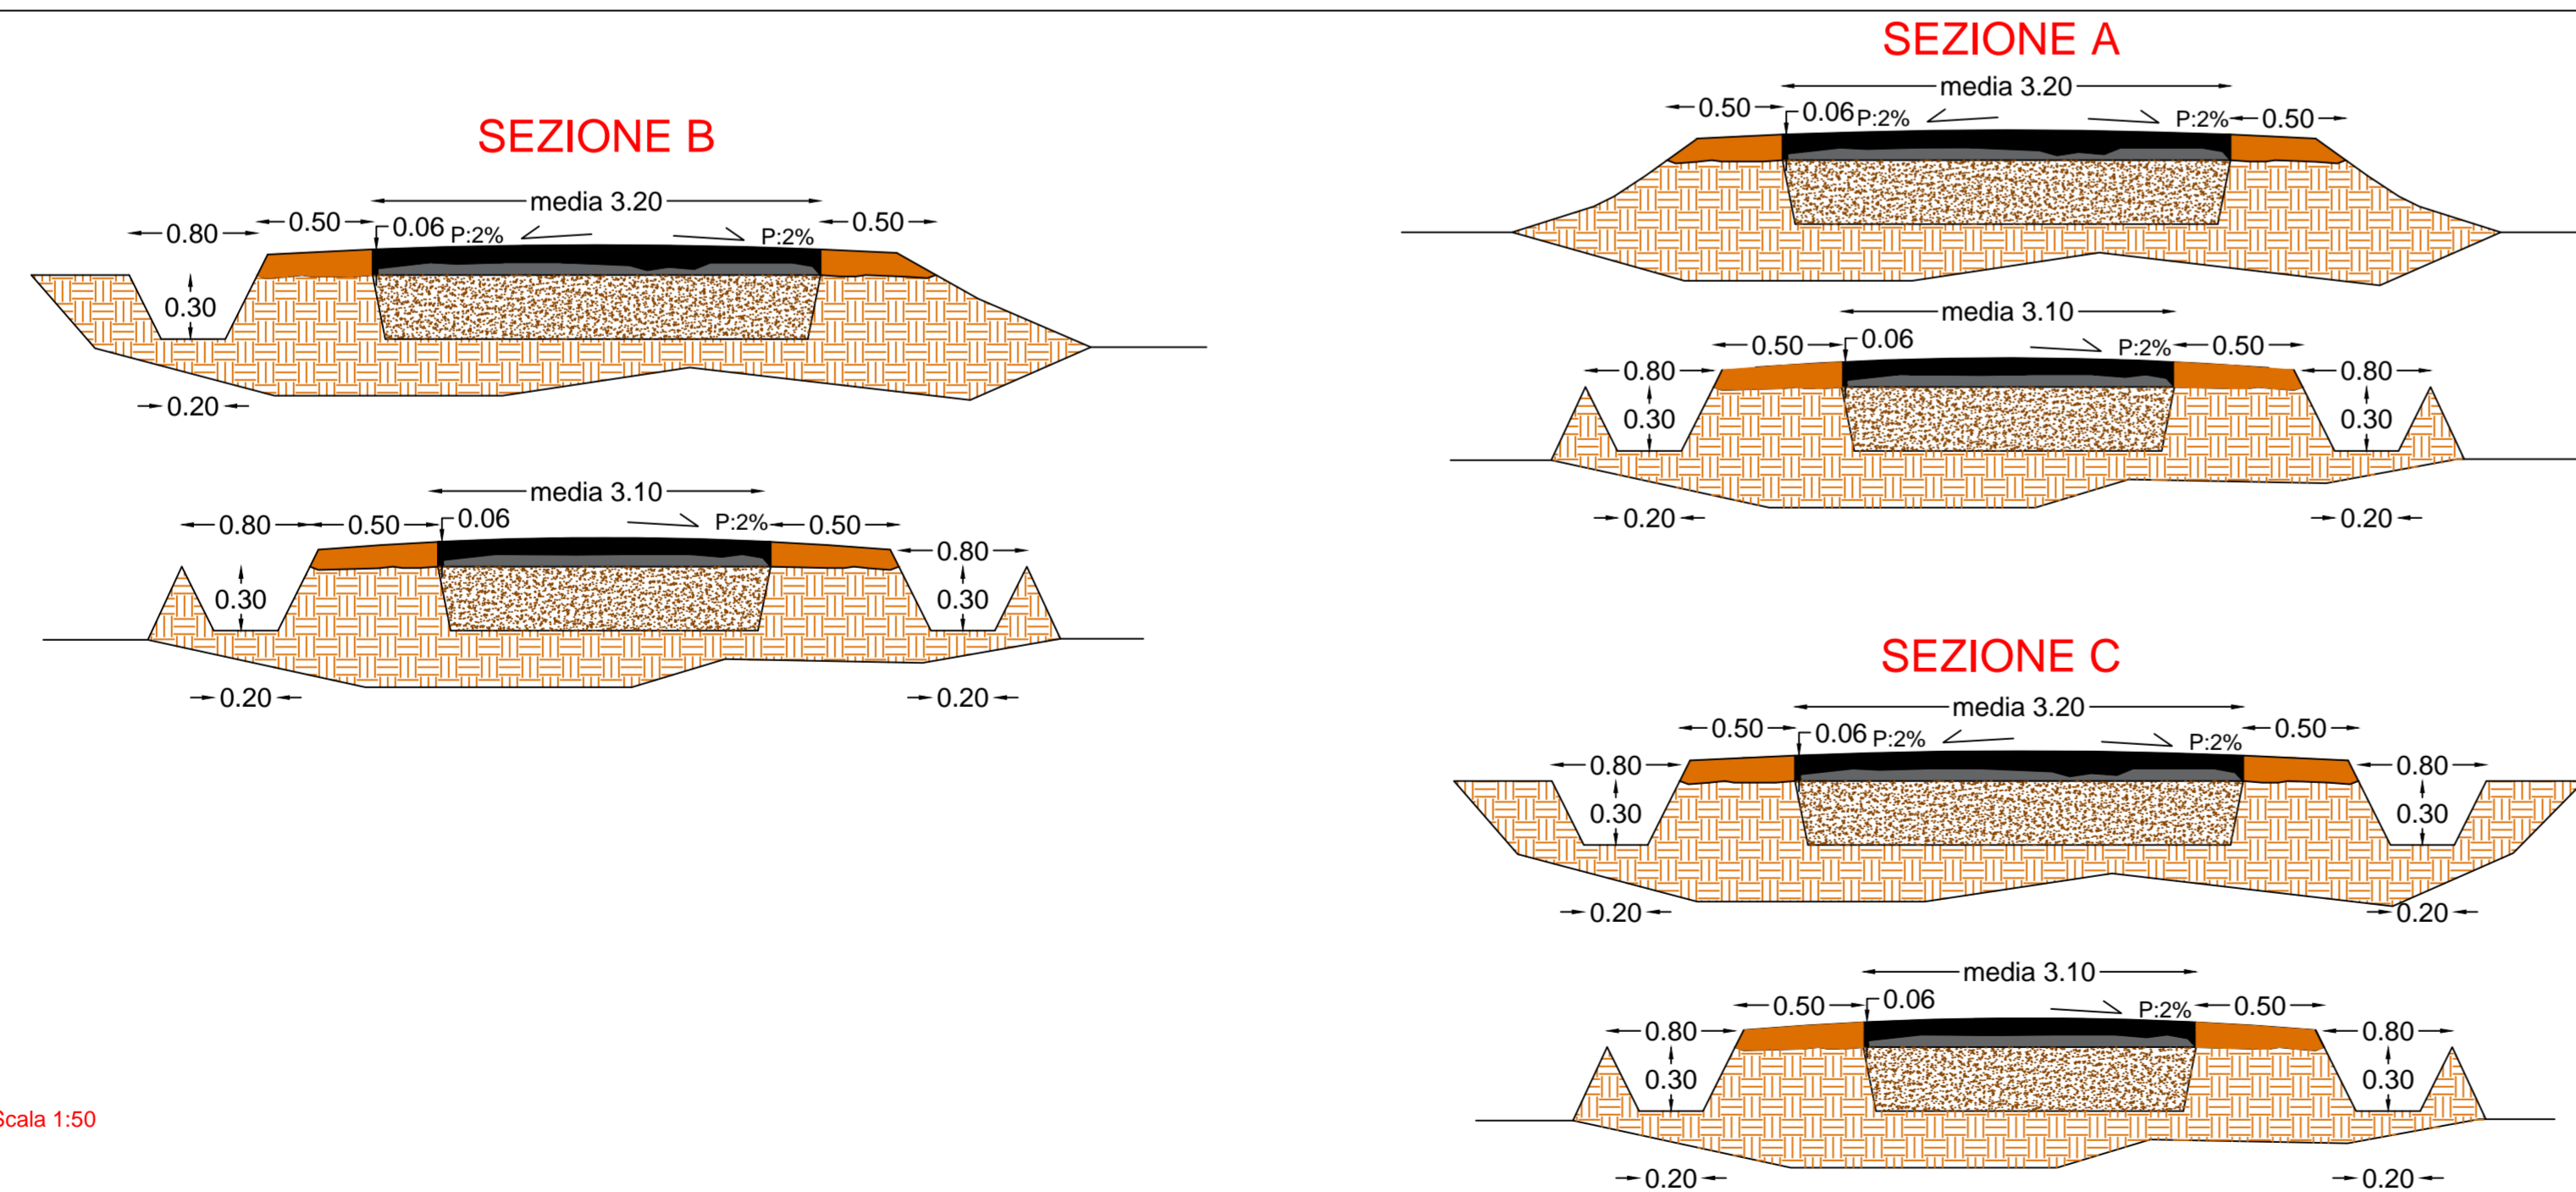 SEZIONE B
media 3.20
0.80 0.50 0.06 P:2% P:2% 0.50
0.30
0.20
media 3.10
0.80 0.50 0.06 P:2% 0.50 0.80
0.30 0.30
0.20 0.20
SEZIONE A
media 3.20
0.50 0.06 P:2% P:2% 0.50
media 3.10
0.50 0.06 P:2% 0.50
0.80 0.80
0.30 0.30
0.20 0.20
SEZIONE C
media 3.20
0.50 0.06 P:2% P:2% 0.50
0.80 0.80
0.30 0.30
0.20 0.20
media 3.10
0.50 0.06 P:2% 0.50
0.80 0.80
0.30 0.30
0.20 0.20
Scala 1:50